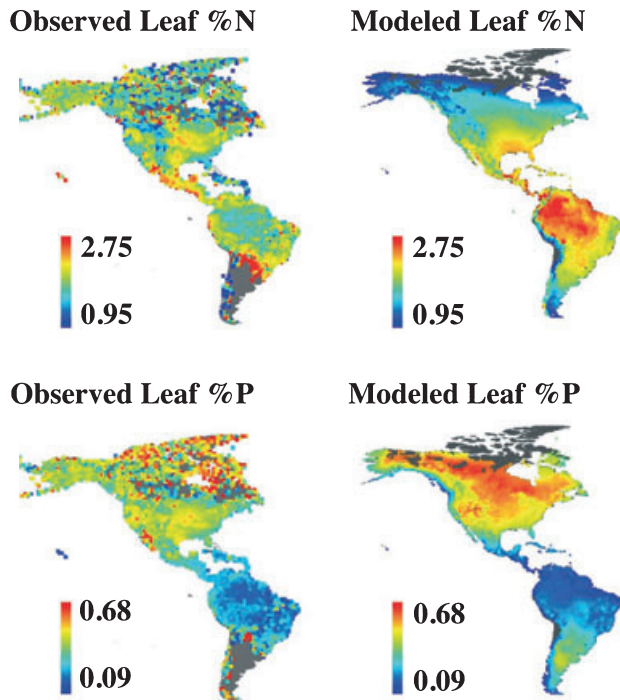 Observed Leaf %N
Modeled Leaf %N
2.75
0.95
2.75
0.95
Observed Leaf %P
Modeled Leaf %P
0.68
0.09
0.68
0.09